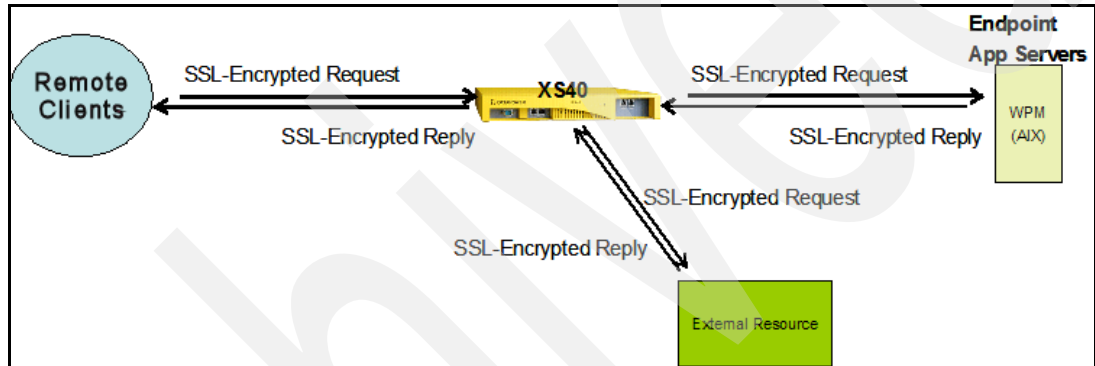 Endpoint
App Servers
Remote
Clients
SSL-Encrypted Request
XS40
SSL-Encrypted Request
SSL-Encrypted Reply
SSL-Encrypted Reply
WPM
(AIX)
SSL-Encrypted Request
SSL-Encrypted Reply
External Resource